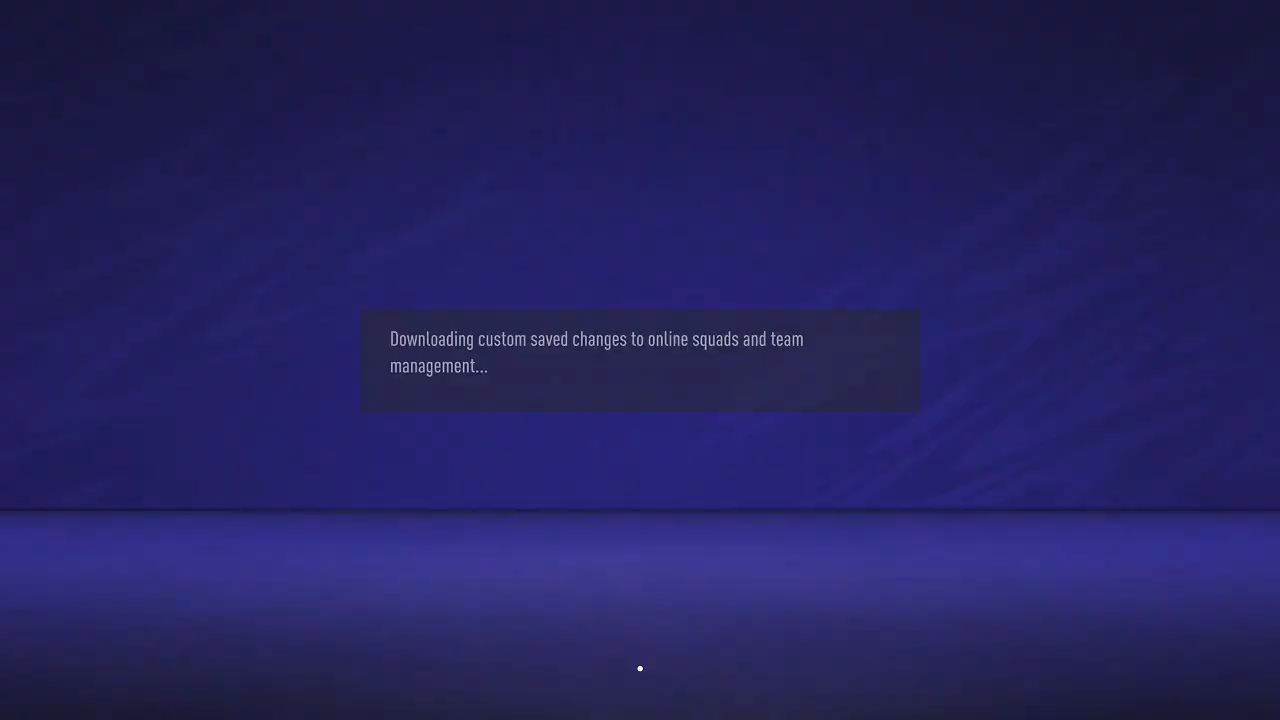 Downloading custom saved changes to online squads and team
management...